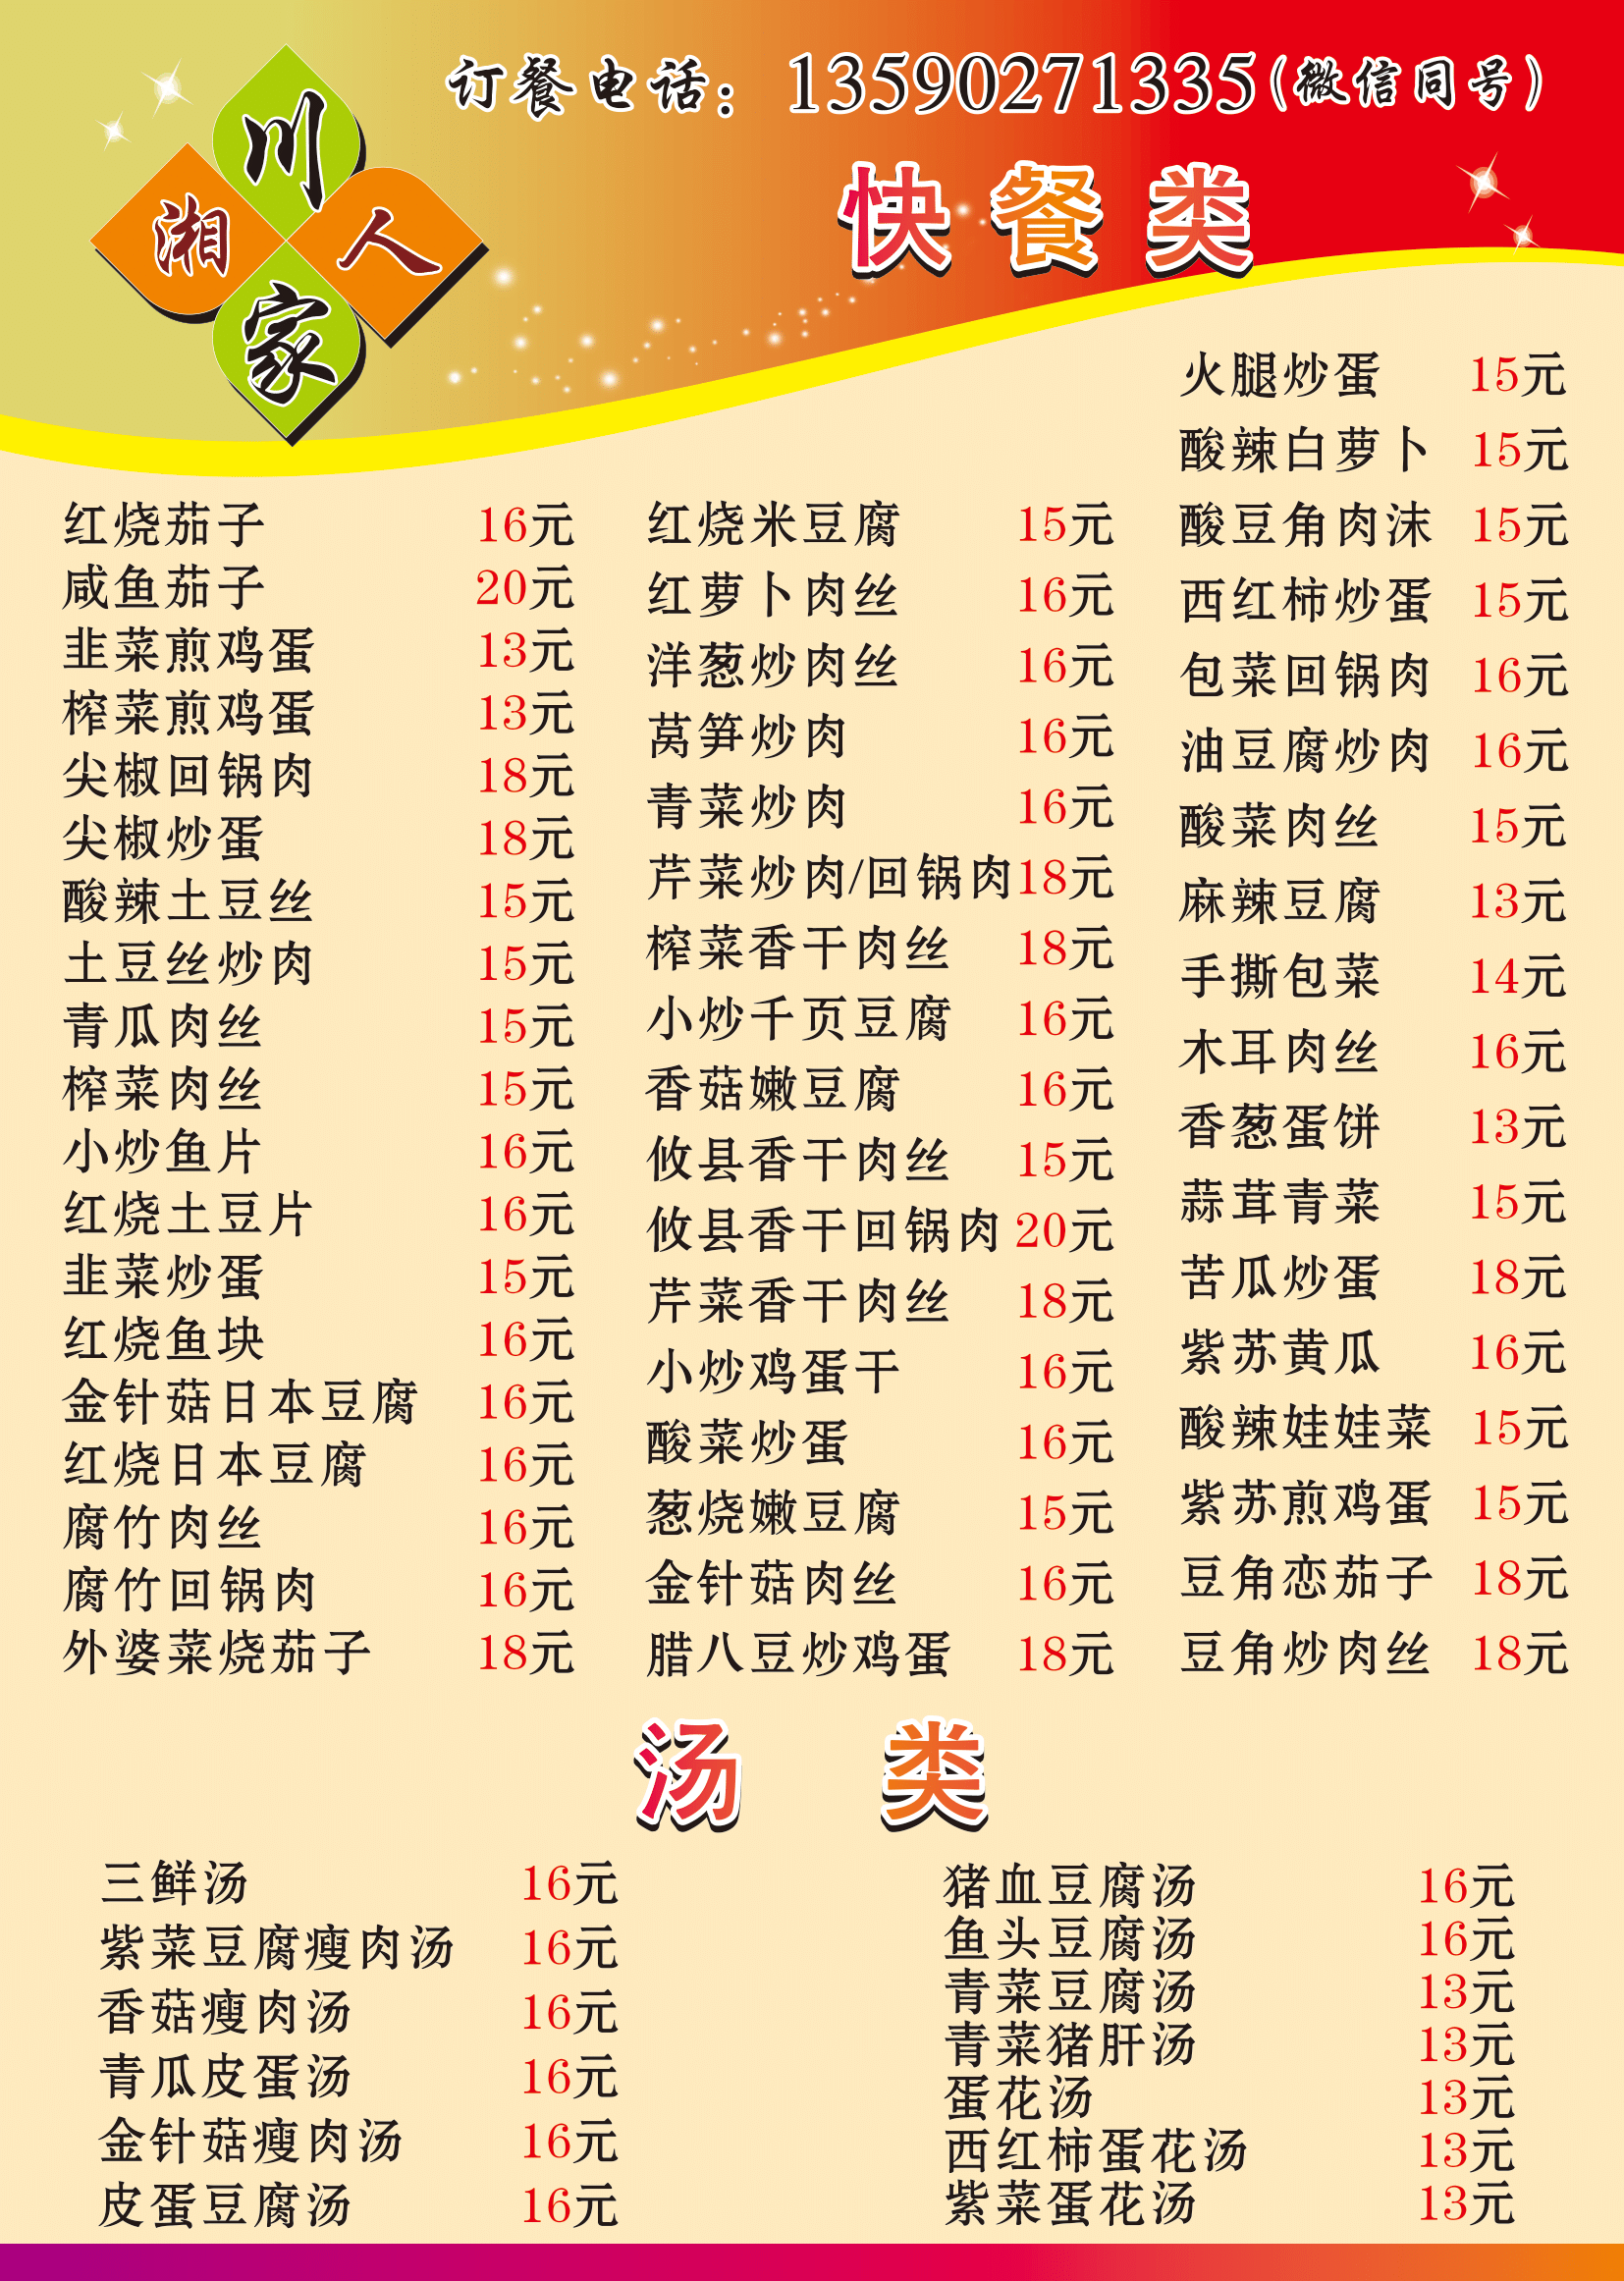 订餐电话：13590271335(微信同号)
川
湘 人
家
快餐类
红烧茄子 16元
咸鱼茄子 20元
韭菜煎鸡蛋 13元
榨菜煎鸡蛋 13元
尖椒回锅肉 18元
尖椒炒蛋 18元
酸辣土豆丝 15元
土豆丝炒肉 15元
青瓜肉丝 15元
榨菜肉丝 15元
小炒鱼片 16元
红烧土豆片 16元
韭菜炒蛋 15元
红烧鱼块 16元
金针菇日本豆腐 16元
红烧日本豆腐 16元
腐竹肉丝 16元
腐竹回锅肉 16元
外婆菜烧茄子 18元
红烧米豆腐 15元
红萝卜肉丝 16元
洋葱炒肉丝 16元
莴笋炒肉 16元
青菜炒肉 16元
芹菜炒肉/回锅肉 18元
榨菜香干肉丝 18元
小炒千页豆腐 16元
香菇嫩豆腐 16元
攸县香干肉丝 15元
攸县香干回锅肉 20元
芹菜香干肉丝 18元
小炒鸡蛋干 16元
酸菜炒蛋 16元
葱烧嫩豆腐 15元
金针菇肉丝 16元
腊八豆炒鸡蛋 18元
火腿炒蛋 15元
酸辣白萝卜 15元
酸豆角肉沫 15元
西红柿炒蛋 15元
包菜回锅肉 16元
油豆腐炒肉 16元
酸菜肉丝 15元
麻辣豆腐 13元
手撕包菜 14元
木耳肉丝 16元
香葱蛋饼 13元
蒜茸青菜 15元
苦瓜炒蛋 18元
紫苏黄瓜 16元
酸辣娃娃菜 15元
紫苏煎鸡蛋 15元
豆角恋茄子 18元
豆角炒肉丝 18元
汤类
三鲜汤 16元
紫菜豆腐瘦肉汤 16元
香菇瘦肉汤 16元
青瓜皮蛋汤 16元
金针菇瘦肉汤 16元
皮蛋豆腐汤 16元
猪血豆腐汤 16元
鱼头豆腐汤 16元
青菜豆腐汤 13元
青菜猪肝汤 13元
蛋花汤 13元
西红柿蛋花汤 13元
紫菜蛋花汤 13元